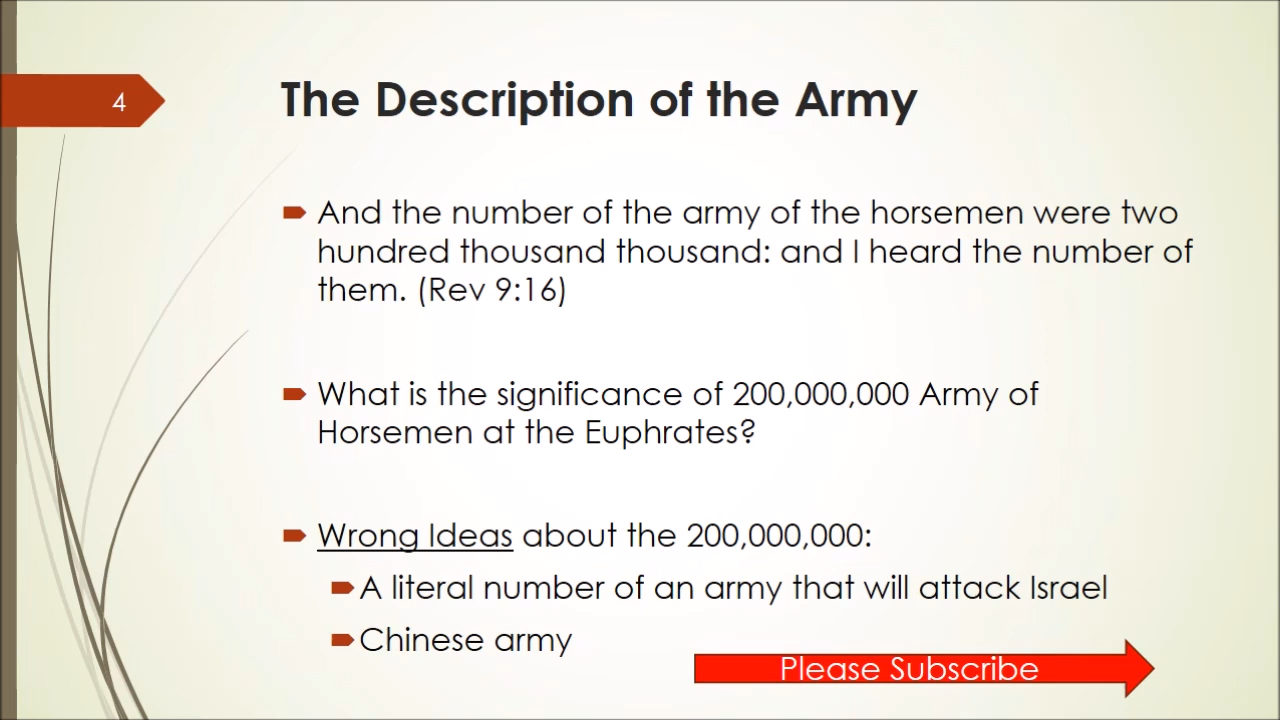 4
The Description of the Army
And the number of the army of the horsemen were two
hundred thousand thousand: and I heard the number of
them. (Rev 9:16)
What is the significance of 200,000,000 Army of
Horsemen at the Euphrates?
Wrong Ideas about the 200,000,000:
A literal number of an army that will attack Israel
Chinese army
Please Subscribe